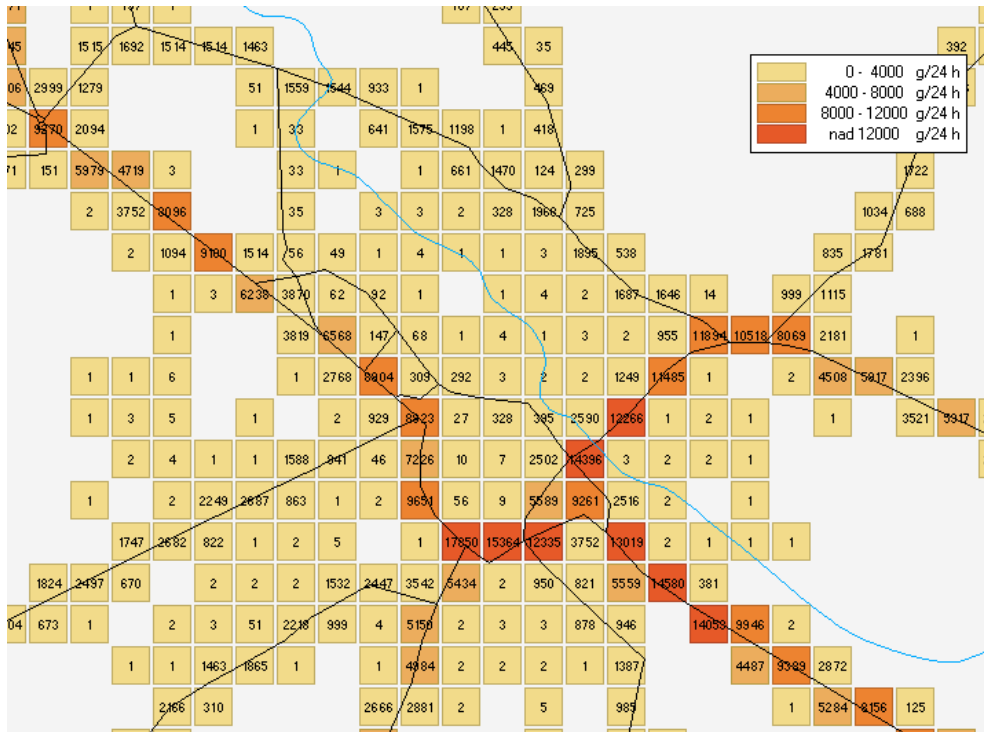 1515 1692 1514 1514 1463 445 35 392
0 - 4000 g/24 h
4000 - 8000 g/24 h
8000 - 12000 g/24 h
nad 12000 g/24 h
2999 1279 51 1559 1544 933 1 469
9270 2094 1 33 641 1575 1198 1 418
151 5979 4719 3 33 1 1 661 1470 124 299 1722
2 3752 8096 35 3 3 2 328 1968 725 1034 688
2 1094 9180 1514 56 49 1 4 1 1 3 1895 538 835 1781
1 3 6238 3870 62 92 1 1 4 2 1687 1646 14 999 1115
1 3819 6568 147 68 1 4 1 3 2 955 11894 10518 8069 2181 1
1 1 6 1 2768 8904 309 292 3 2 2 1249 11485 1 2 4508 5817 2396
1 3 5 1 2 929 8923 27 328 395 2590 12266 1 2 1 1 3521 5917
2 4 1 1 1588 941 46 7226 10 7 2502 14396 3 2 2 1
1 2 2249 2687 863 1 2 9651 56 9 5589 9261 2516 2 1
1747 2682 822 1 2 5 1 17850 15364 12335 3752 13019 2 1 1 1
1824 2497 670 2 2 2 1532 2447 3542 5434 2 950 821 5559 14580 381
673 1 2 3 51 2218 999 4 5150 2 3 3 878 946 14053 9946 2
1 1 1463 1865 1 1 4984 2 2 2 1 1387 4487 9389 2872
2166 310 2666 2881 2 5 985 1 5284 8156 125